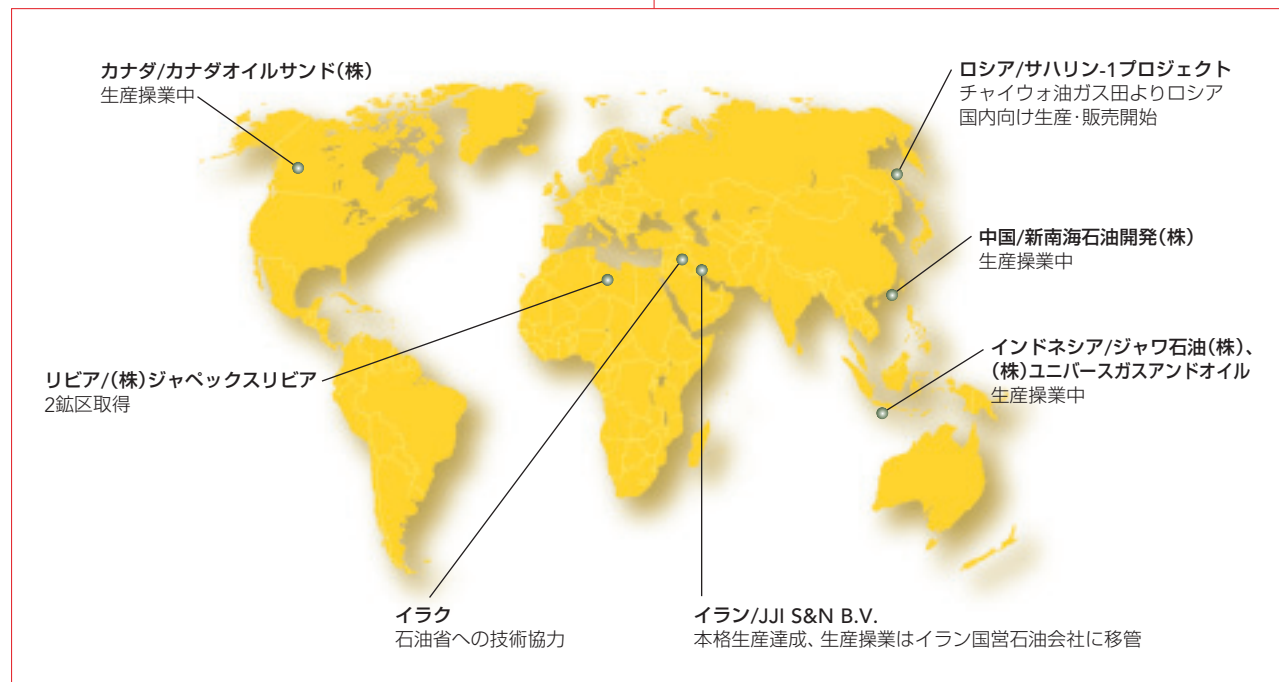 カナダ/カナダオイルサンド(株)
生産操業中
ロシア/サハリン-1プロジェクト
チャイウォ油ガス田よりロシア
国内向け生産・販売開始
中国/新南海石油開発(株)
生産操業中
インドネシア/ジャワ石油(株)、
(株)ユニバースガスアンドオイル
生産操業中
リビア/(株)ジャペックスリビア
2鉱区取得
イラク
石油省への技術協力
イラン/JJI S&N B.V.
本格生産達成、生産操業はイラン国営石油会社に移管